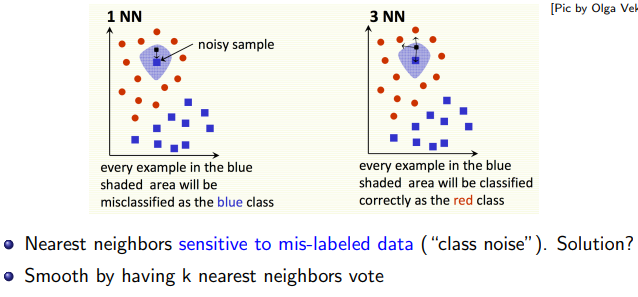 [Pic by Olga Vek
1 NN
3 NN
noisy sample
every example in the blue
shaded area will be
misclassified as the blue class
every example in the blue
shaded area will be classified
correctly as the red class
Nearest neighbors sensitive to mis-labeled data ("class noise"). Solution?
Smooth by having k nearest neighbors vote